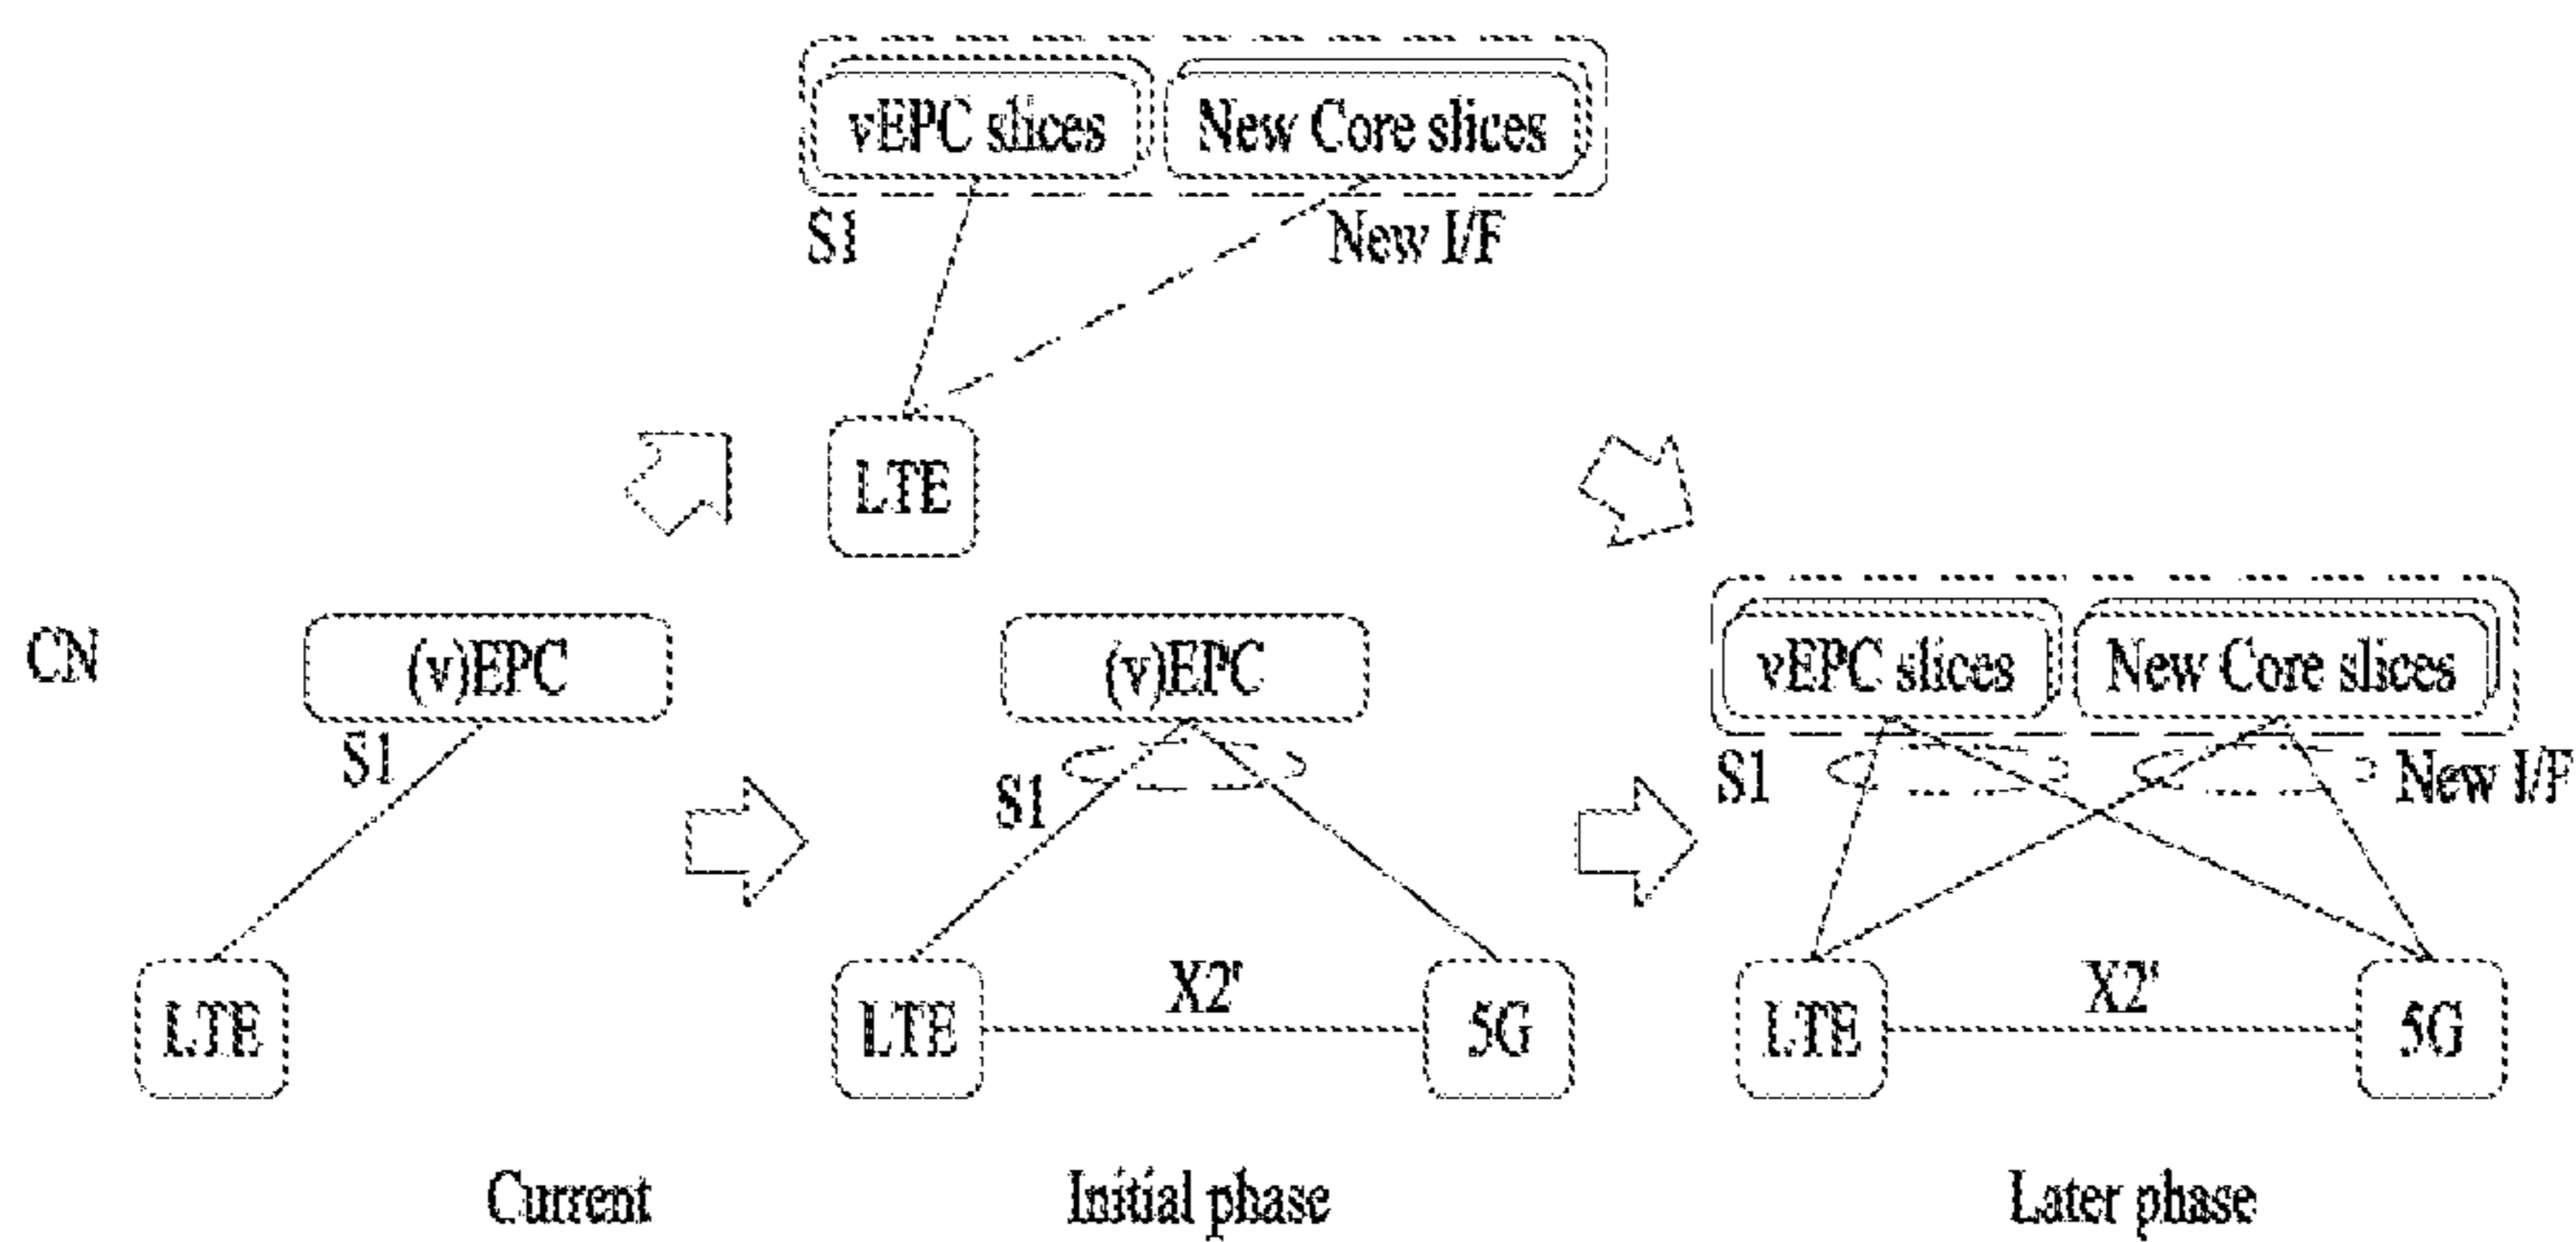 vEPC slices New Core slices
S1 New I/F
LTE
CN (v)EPC (v)EPC vEPC slices New Core slices
S1 S1 S1 New I/F
LTE LTE X2' 5G LTE X2' 5G
Current Initial phase Later phase